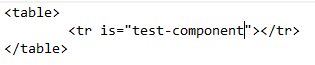 <table>
<tr is="test-component"></tr>
</table>